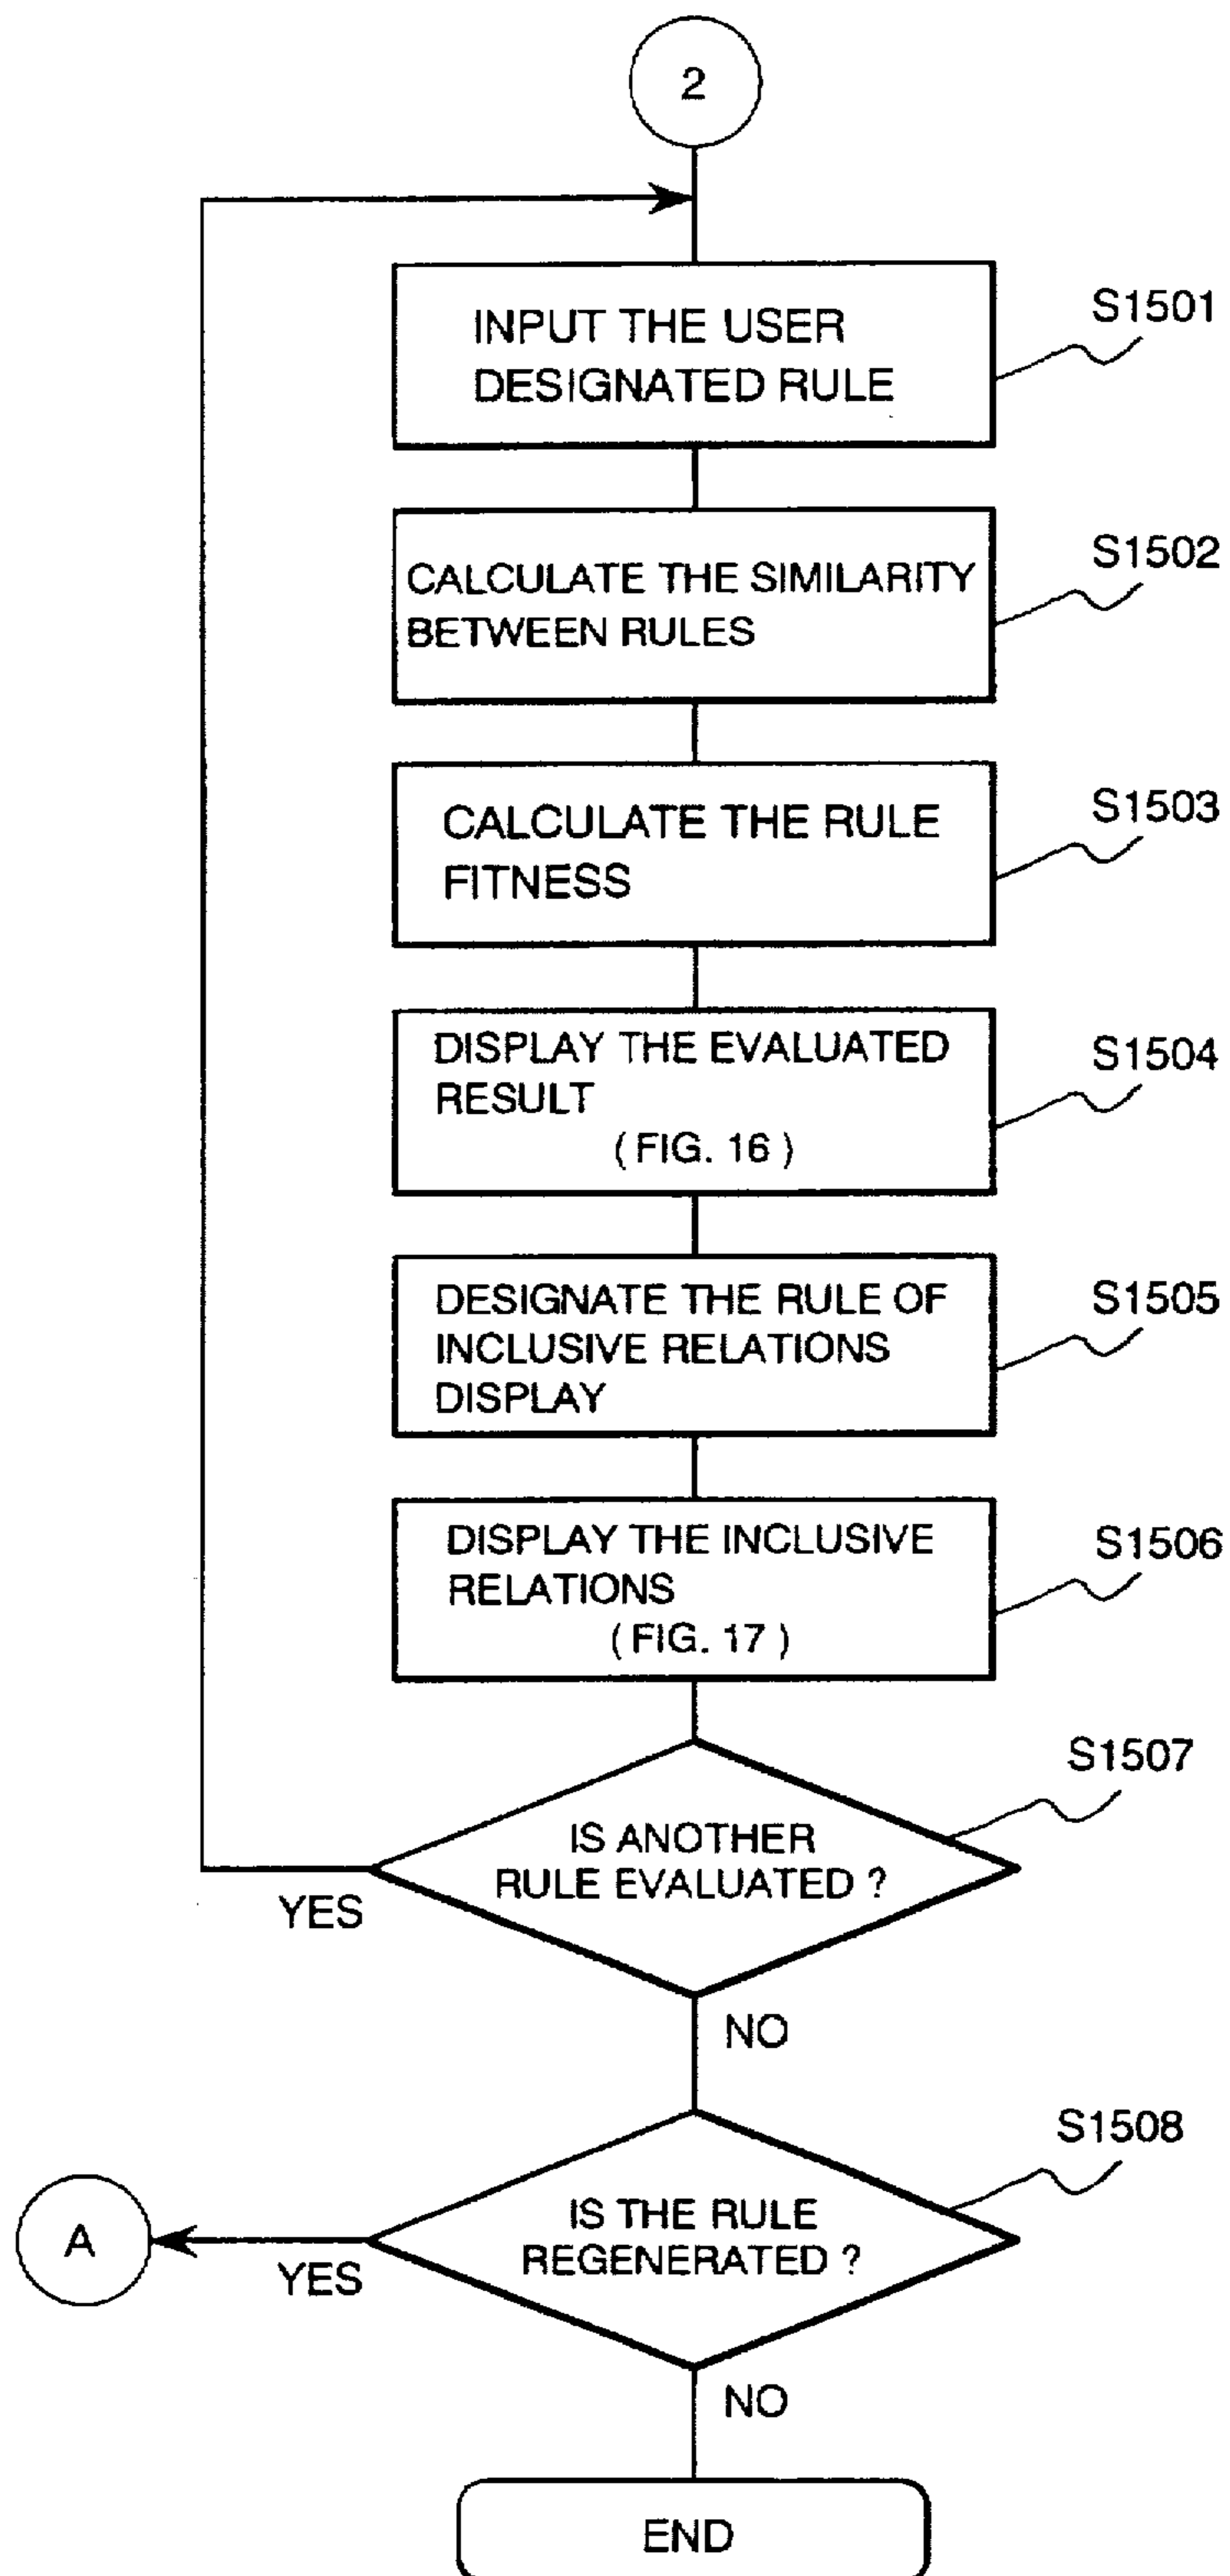 2
INPUT THE USER
DESIGNATED RULE
S1501
CALCULATE THE SIMILARITY
BETWEEN RULES
S1502
CALCULATE THE RULE
FITNESS
S1503
DISPLAY THE EVALUATED
RESULT
( FIG. 16 )
S1504
DESIGNATE THE RULE OF
INCLUSIVE RELATIONS
DISPLAY
S1505
DISPLAY THE INCLUSIVE
RELATIONS
( FIG. 17 )
S1506
IS ANOTHER
RULE EVALUATED ?
S1507
YES
NO
IS THE RULE
REGENERATED ?
S1508
A
YES
NO
END